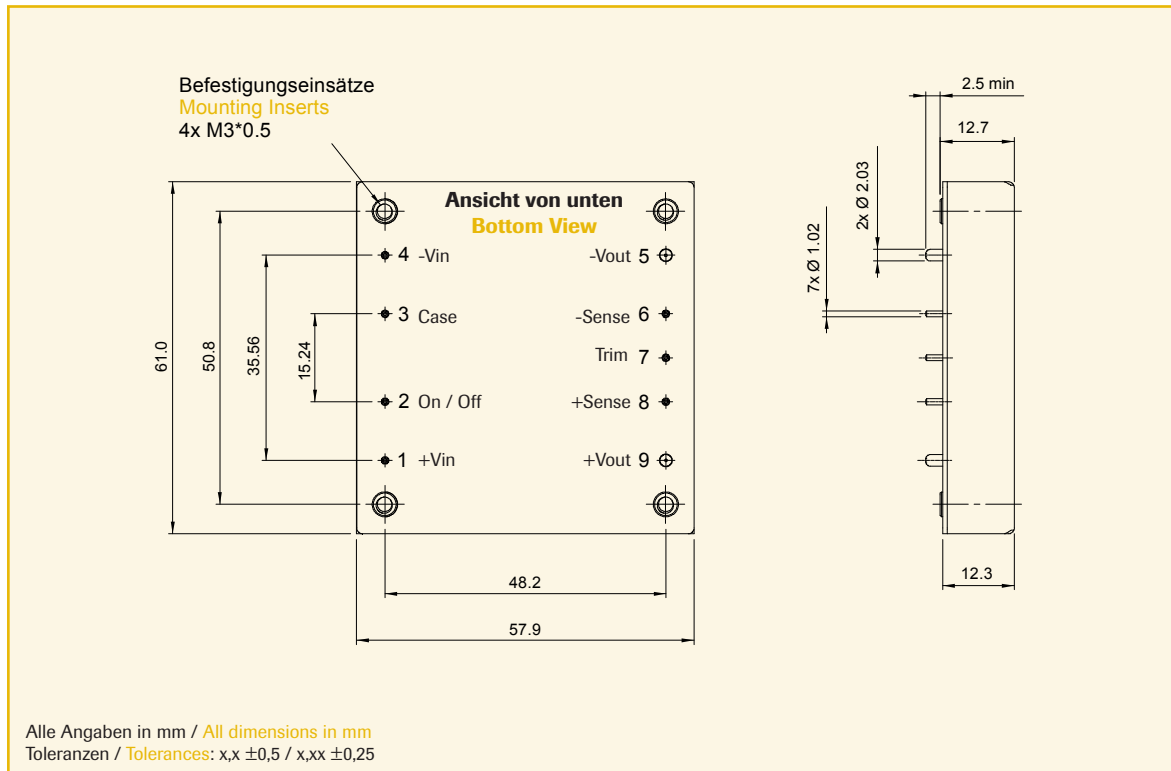 Befestigungseinsätze
Mounting Inserts
4x M3*0.5
Ansicht von unten
Bottom View
4 -Vin
-Vout 5
3 Case
-Sense 6
Trim 7
2 On / Off
+Sense 8
1 +Vin
+Vout 9
61.0
50.8
35.56
15.24
48.2
57.9
2.5 min
12.7
2x Ø 2.03
7x Ø 1.02
12.3
Alle Angaben in mm / All dimensions in mm
Toleranzen / Tolerances: x,x ±0,5 / x,xx ±0,25